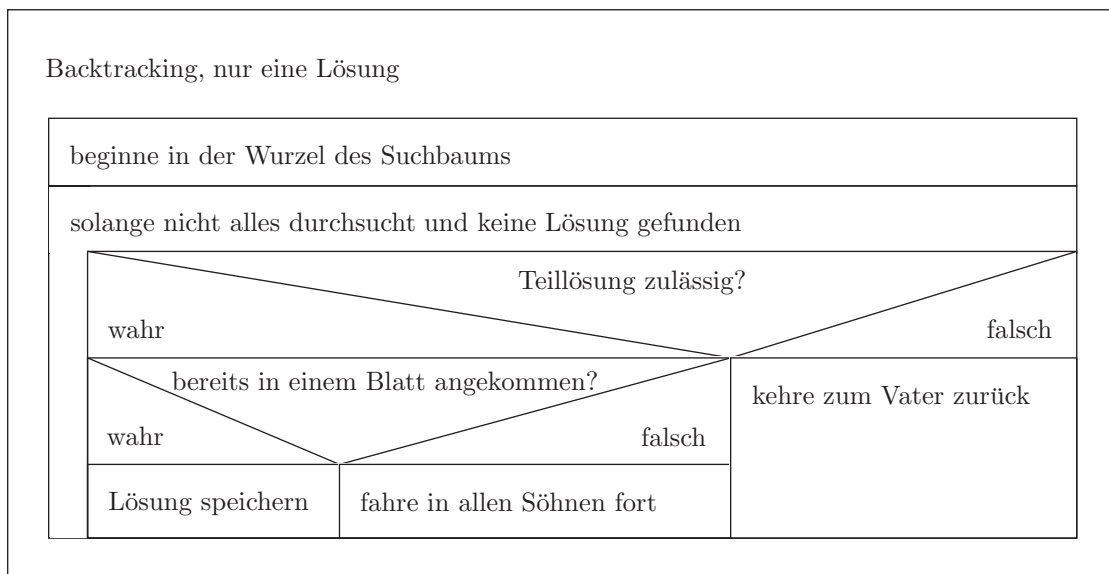 Backtracking, nur eine Lösung
beginne in der Wurzel des Suchbaums
solange nicht alles durchsucht und keine Lösung gefunden
Teillösung zulässig?
wahr
falsch
bereits in einem Blatt angekommen?
kehre zum Vater zurück
wahr
falsch
Lösung speichern
fahre in allen Söhnen fort